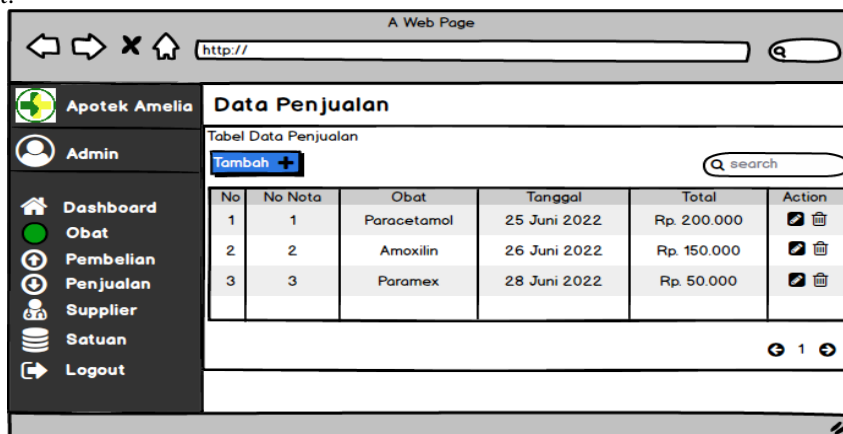 t.
A Web Page
http://
Apotek Amelia
Data Penjualan
Admin
Tabel Data Penjualan
Tambah
search
No No Nota Obat Tanggal Total Action
1 1 Paracetamol 25 Juni 2022 Rp. 200.000
2 2 Amoxilin 26 Juni 2022 Rp. 150.000
3 3 Paramex 28 Juni 2022 Rp. 50.000
1
Dashboard
Obat
Pembelian
Penjualan
Supplier
Satuan
Logout